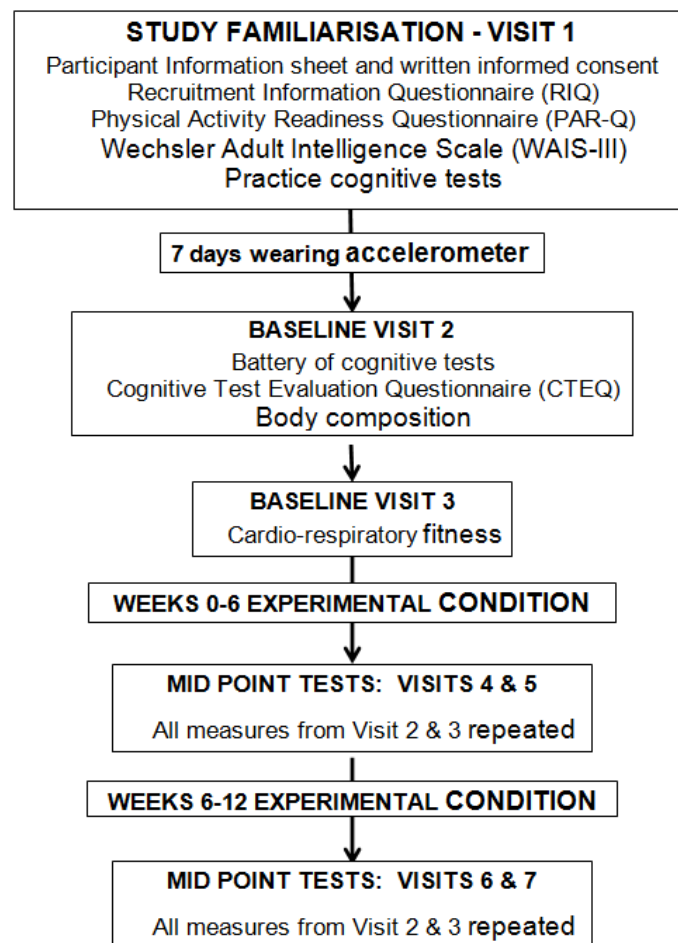 STUDY FAMILIARISATION - VISIT 1
Participant Information sheet and written informed consent
Recruitment Information Questionnaire (RIQ)
Physical Activity Readiness Questionnaire (PAR-Q)
Wechsler Adult Intelligence Scale (WAIS-III)
Practice cognitive tests
7 days wearing accelerometer
BASELINE VISIT 2
Battery of cognitive tests
Cognitive Test Evaluation Questionnaire (CTEQ)
Body composition
BASELINE VISIT 3
Cardio-respiratory fitness
WEEKS 0-6 EXPERIMENTAL CONDITION
MID POINT TESTS: VISITS 4 & 5
All measures from Visit 2 & 3 repeated
WEEKS 6-12 EXPERIMENTAL CONDITION
MID POINT TESTS: VISITS 6 & 7
All measures from Visit 2 & 3 repeated